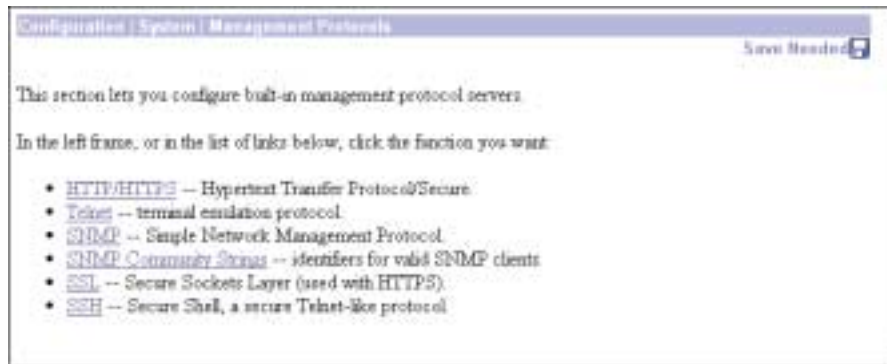 Configuration | System | Management Protocols
Save Needed
This section lets you configure built-in management protocol servers.
In the left frame, or in the list of links below, click the function you want:
• HTTP/HTTPS -- Hypertext Transfer Protocol/Secure.
• Telnet -- terminal emulation protocol.
• SNMP -- Simple Network Management Protocol.
• SNMP Community Strings -- identifiers for valid SNMP clients.
• SSL -- Secure Sockets Layer (used with HTTPS).
• SSH -- Secure Shell, a secure Telnet-like protocol.